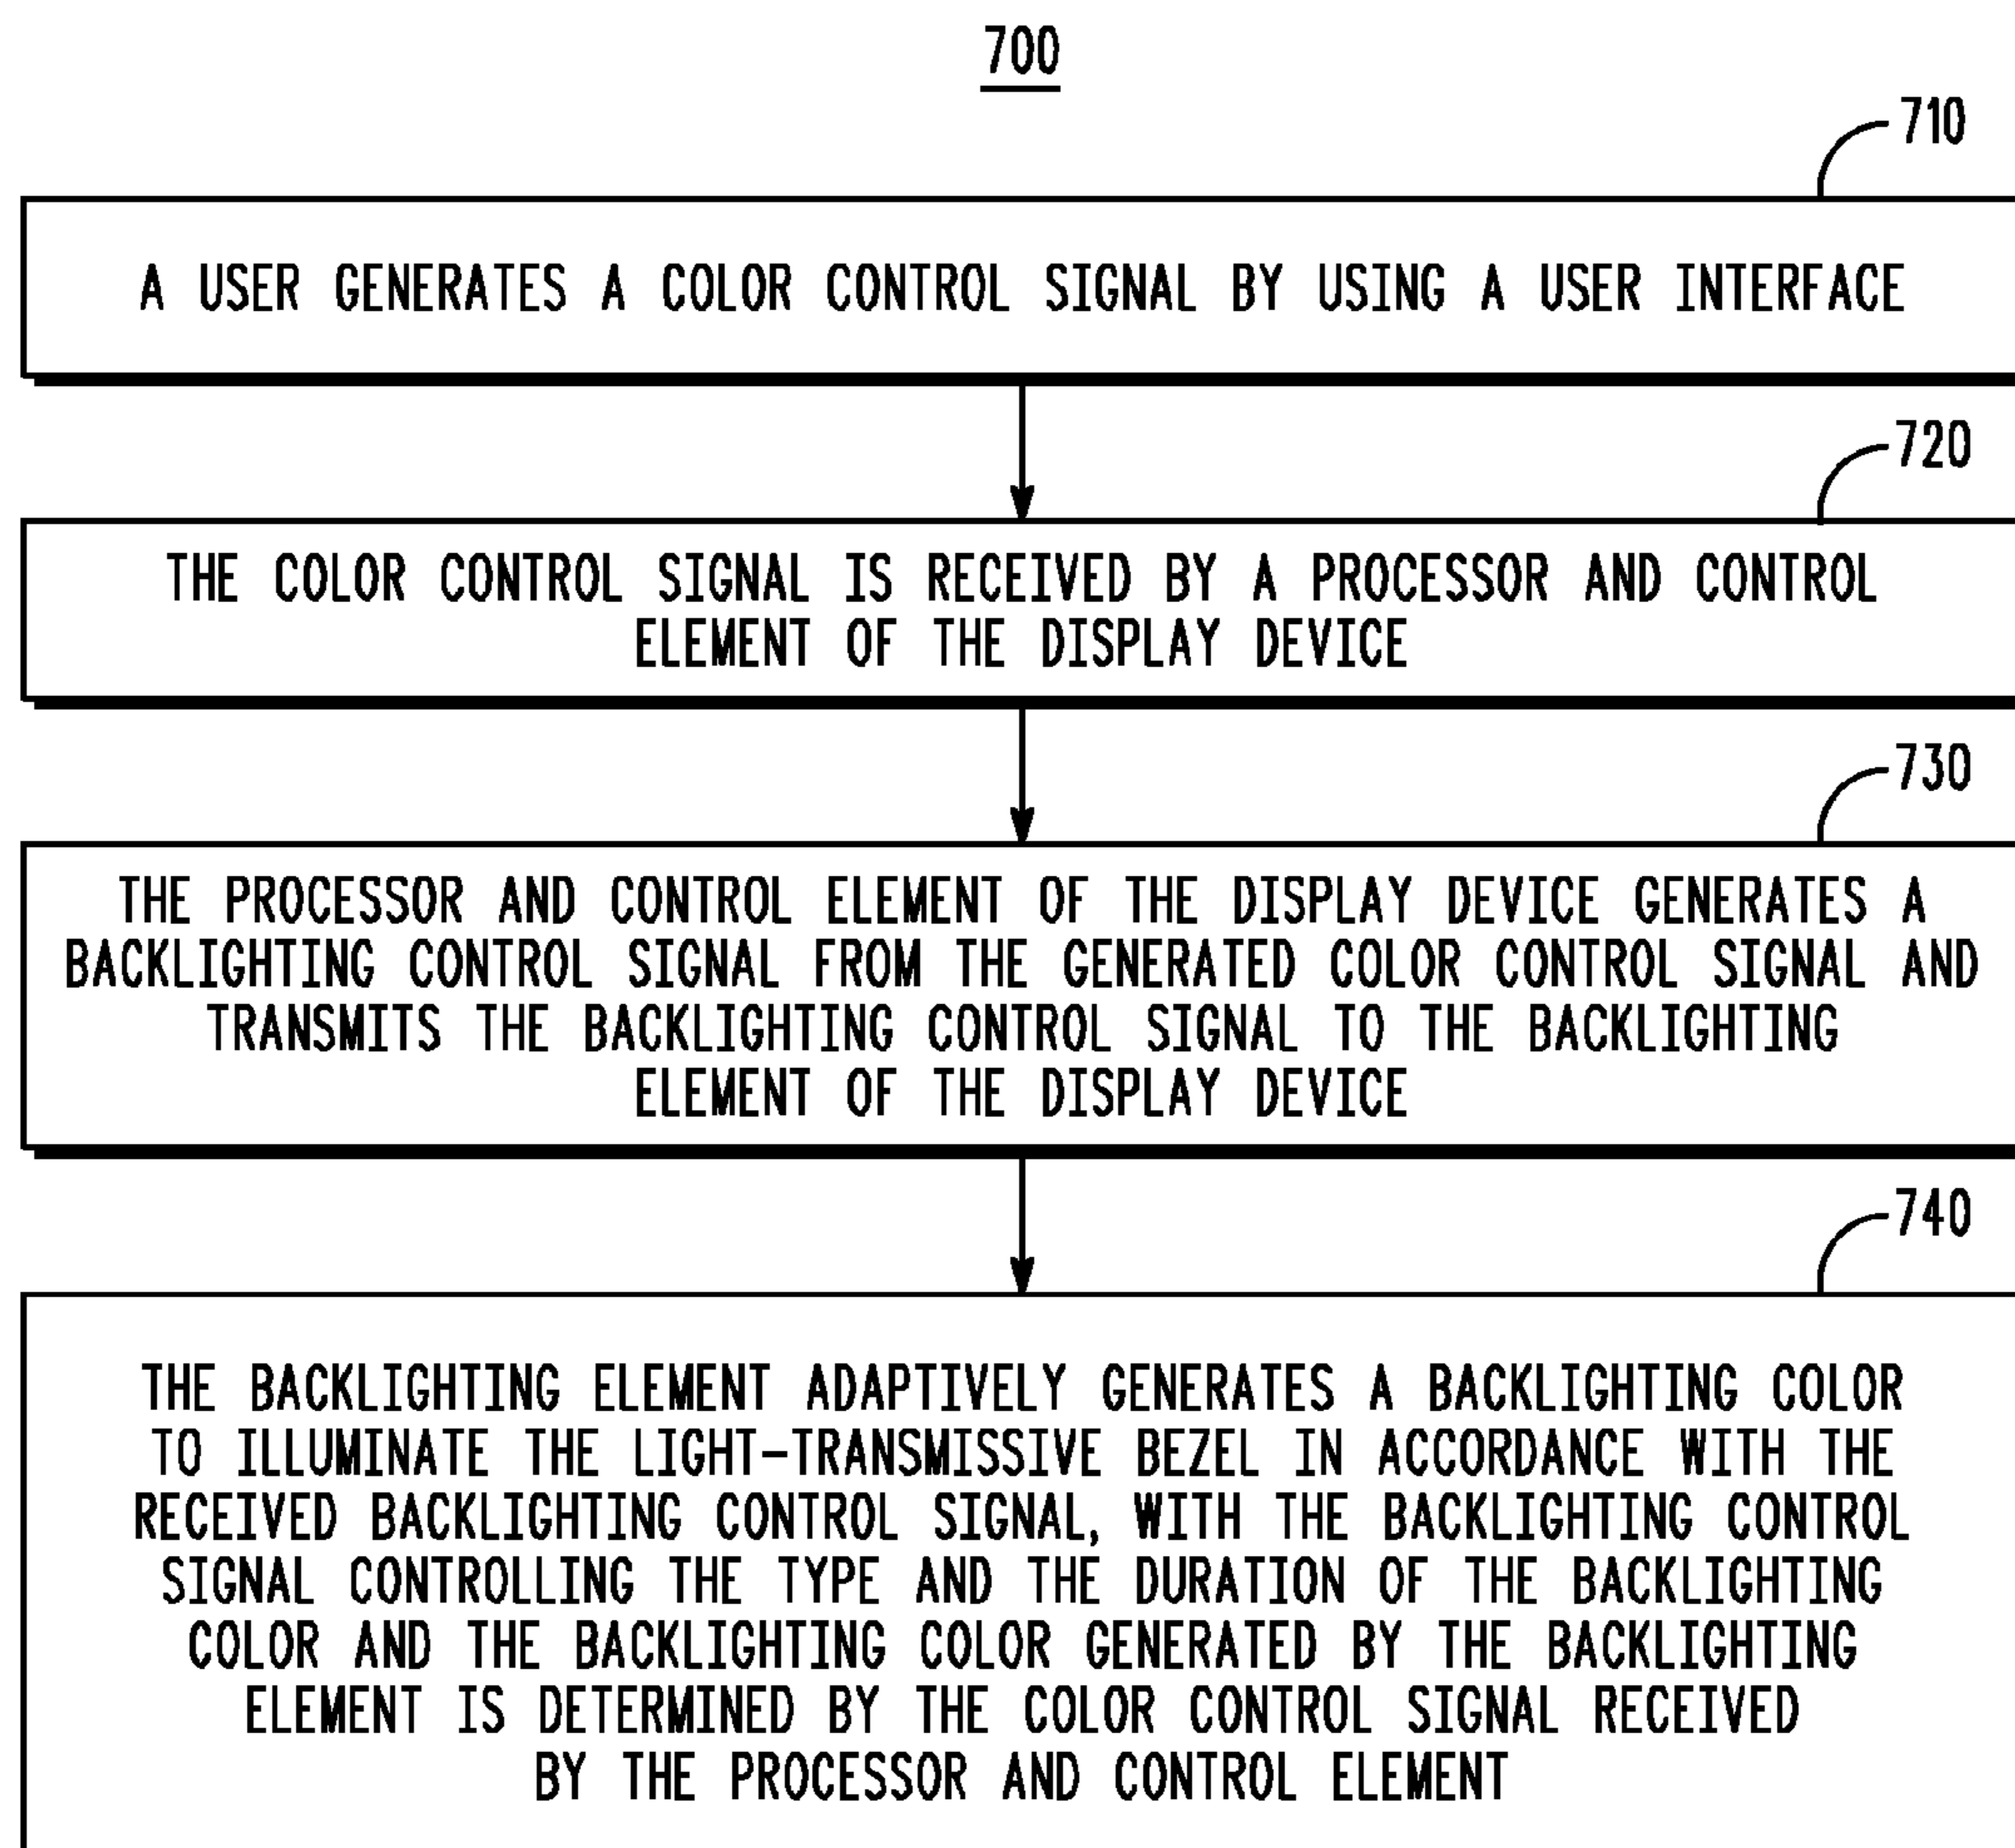 700
710
A USER GENERATES A COLOR CONTROL SIGNAL BY USING A USER INTERFACE
720
THE COLOR CONTROL SIGNAL IS RECEIVED BY A PROCESSOR AND CONTROL
ELEMENT OF THE DISPLAY DEVICE
730
THE PROCESSOR AND CONTROL ELEMENT OF THE DISPLAY DEVICE GENERATES A
BACKLIGHTING CONTROL SIGNAL FROM THE GENERATED COLOR CONTROL SIGNAL AND
TRANSMITS THE BACKLIGHTING CONTROL SIGNAL TO THE BACKLIGHTING
ELEMENT OF THE DISPLAY DEVICE
740
THE BACKLIGHTING ELEMENT ADAPTIVELY GENERATES A BACKLIGHTING COLOR
TO ILLUMINATE THE LIGHT-TRANSMISSIVE BEZEL IN ACCORDANCE WITH THE
RECEIVED BACKLIGHTING CONTROL SIGNAL, WITH THE BACKLIGHTING CONTROL
SIGNAL CONTROLLING THE TYPE AND THE DURATION OF THE BACKLIGHTING
COLOR AND THE BACKLIGHTING COLOR GENERATED BY THE BACKLIGHTING
ELEMENT IS DETERMINED BY THE COLOR CONTROL SIGNAL RECEIVED
BY THE PROCESSOR AND CONTROL ELEMENT